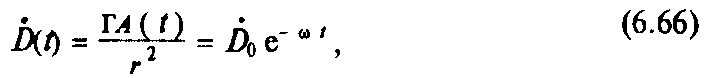 Ḋ(t) = ΓA(t)/r² = Ḋ₀ e^(−ωt), (6.66)